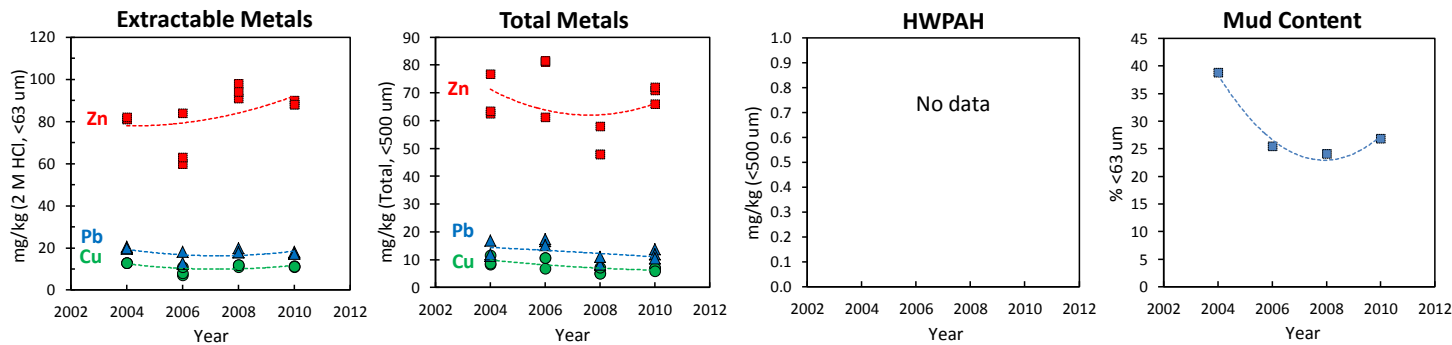 Extractable Metals
mg/kg (2 M HCl, <63 um)
120
100
80
60
40
20
0
Zn
Pb
Cu
2002 2004 2006 2008 2010 2012
Year
Total Metals
mg/kg (Total, <500 um)
90
80
70
60
50
40
30
20
10
0
Zn
Pb
Cu
2002 2004 2006 2008 2010 2012
Year
HWPAH
mg/kg (<500 um)
1.0
0.9
0.8
0.7
0.6
0.5
0.4
0.3
0.2
0.1
0.0
No data
2002 2004 2006 2008 2010 2012
Year
Mud Content
% <63 um
45
40
35
30
25
20
15
10
5
0
2002 2004 2006 2008 2010 2012
Year